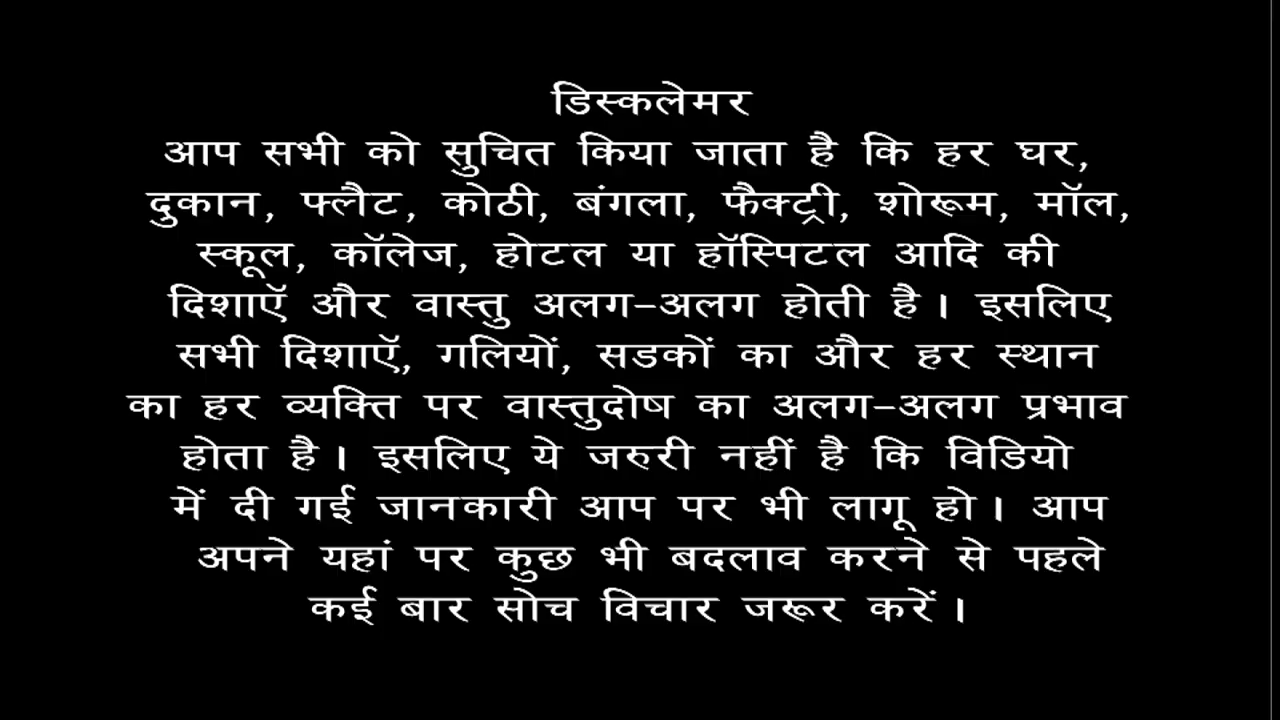 डिस्कलेमर
आप सभी को सुचित किया जाता है कि हर घर,
दुकान, फ्लैट, कोठी, बंगला, फैक्ट्री, शोरूम, मॉल,
स्कूल, कॉलेज, होटल या हॉस्पिटल आदि की
दिशाऍ और वास्तु अलग-अलग होती है। इसलिए
सभी दिशाऍ, गलियों, सडकों का और हर स्थान
का हर व्यक्ति पर वास्तुदोष का अलग-अलग प्रभाव
होता है। इसलिए ये जरुरी नहीं है कि विडियो
में दी गई जानकारी आप पर भी लागू हो। आप
अपने यहां पर कुछ भी बदलाव करने से पहले
कई बार सोच विचार जरूर करें।